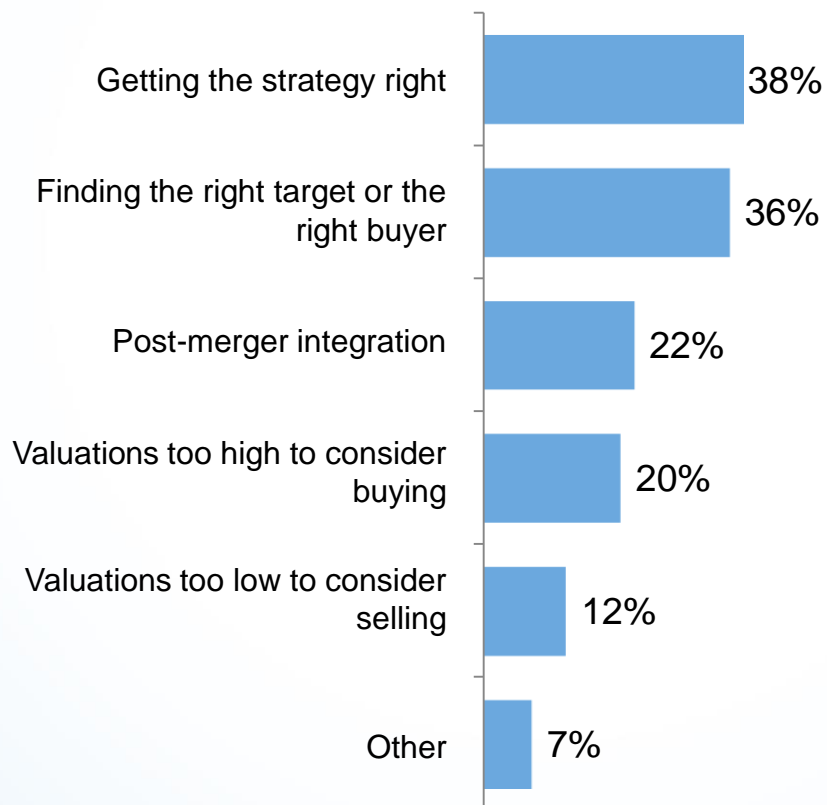 Getting the strategy right
38%
Finding the right target or the
right buyer
36%
Post-merger integration
22%
Valuations too high to consider
buying
20%
Valuations too low to consider
selling
12%
Other
7%